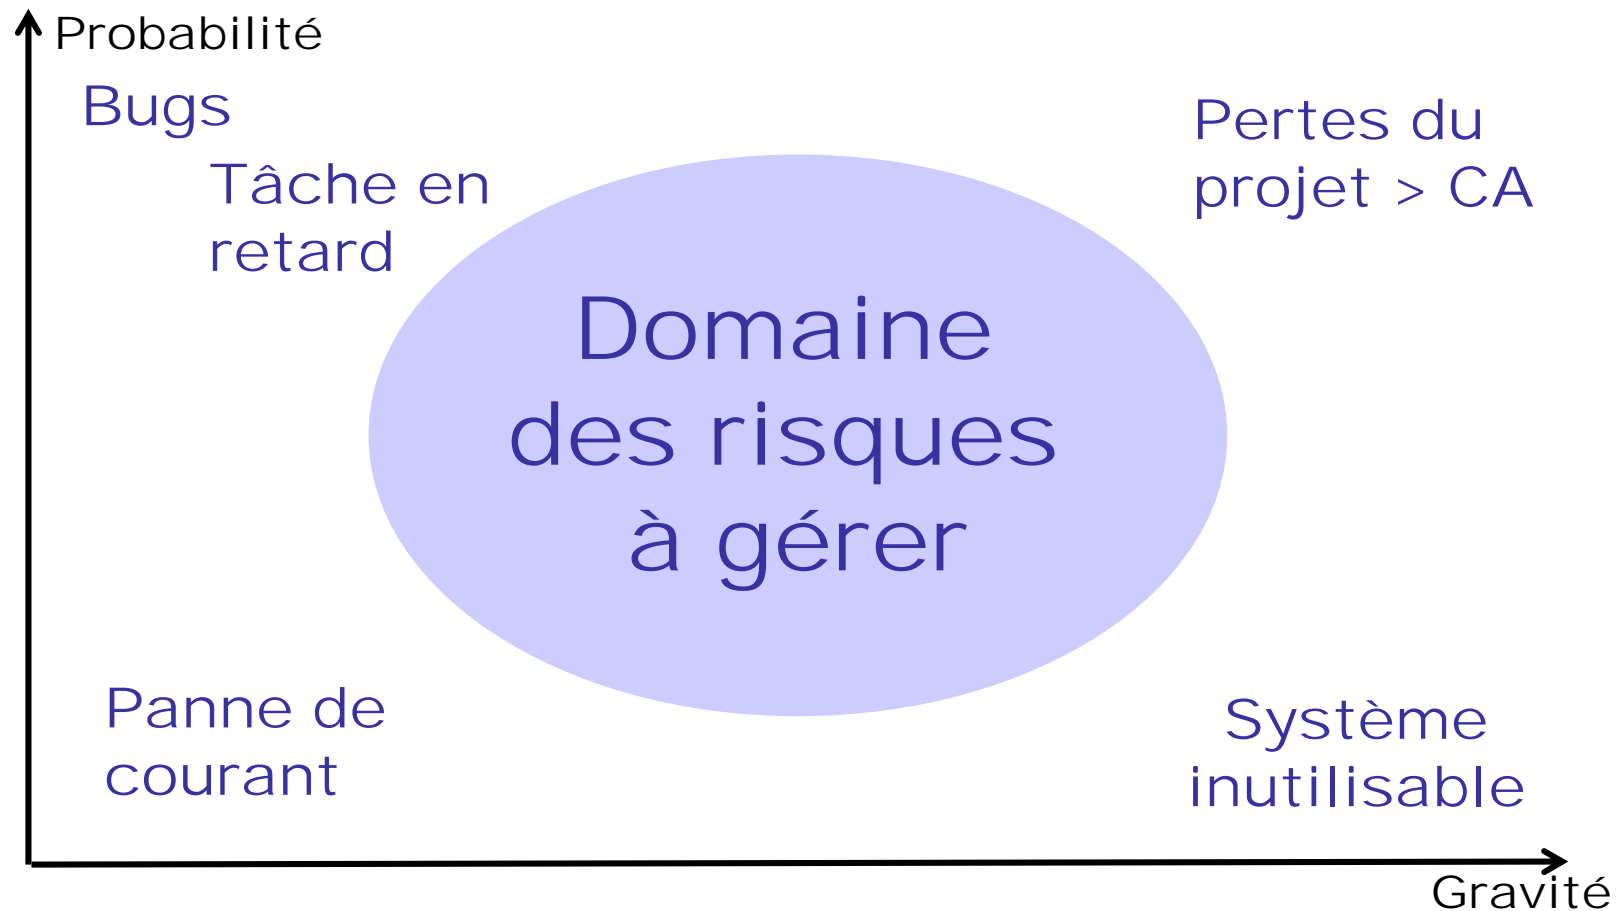 Probabilité
Bugs
Tâche en
retard
Pertes du
projet > CA
Domaine
des risques
à gérer
Panne de
courant
Système
inutilisable
Gravité